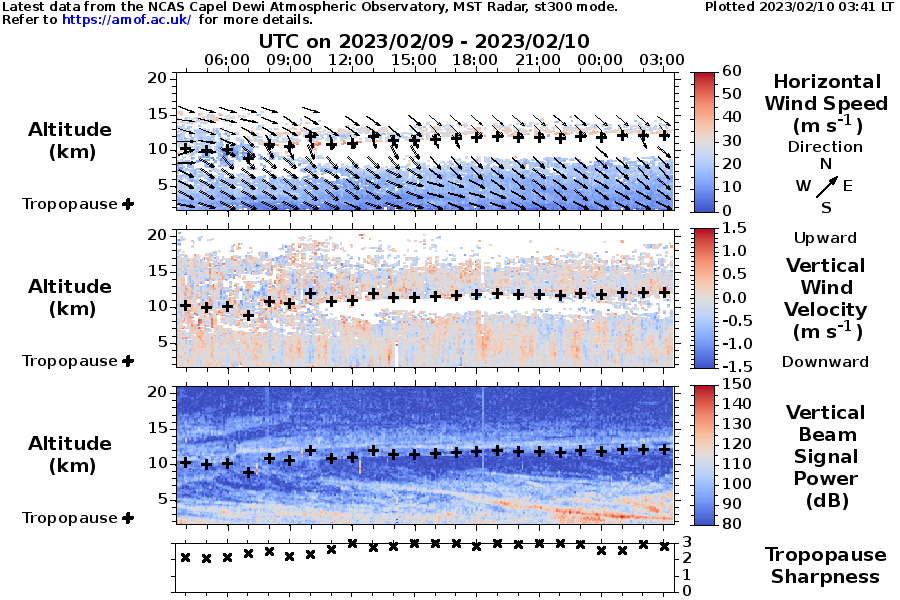 Latest data from the NCAS Capel Dewi Atmospheric Observatory, MST Radar, st300 mode.
Plotted 2023/02/10 03:41 LT
Refer to https://amof.ac.uk/ for more details.
UTC on 2023/02/09 - 2023/02/10
06:00 09:00 12:00 15:00 18:00 21:00 00:00 03:00
20
15
10
5
Altitude
(km)
Tropopause
60
50
40
30
20
10
0
Horizontal
Wind Speed
(m s-1)
Direction
N
W E
S
20
15
10
5
Altitude
(km)
Tropopause
1.5
1.0
0.5
0.0
-0.5
-1.0
-1.5
Upward
Vertical
Wind
Velocity
(m s-1)
Downward
20
15
10
5
Altitude
(km)
Tropopause
150
140
130
120
110
100
90
80
Vertical
Beam
Signal
Power
(dB)
3
2
1
0
Tropopause
Sharpness